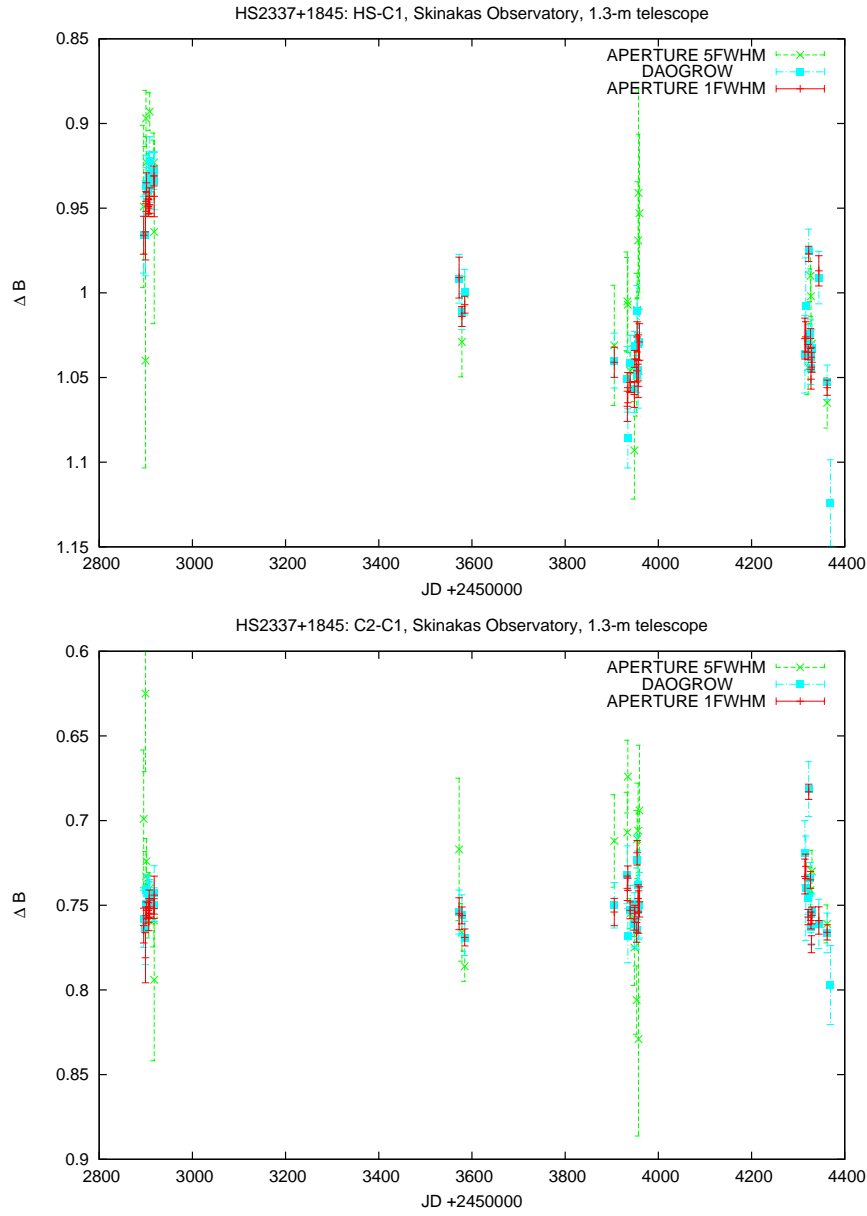 HS2337+1845: HS-C1, Skinakas Observatory, 1.3-m telescope
0.85
0.9
0.95
1
1.05
1.1
1.15
Δ B
APERTURE 5FWHM
DAOGROW
APERTURE 1FWHM
2800 3000 3200 3400 3600 3800 4000 4200 4400
JD +2450000
HS2337+1845: C2-C1, Skinakas Observatory, 1.3-m telescope
0.6
0.65
0.7
0.75
0.8
0.85
0.9
Δ B
APERTURE 5FWHM
DAOGROW
APERTURE 1FWHM
2800 3000 3200 3400 3600 3800 4000 4200 4400
JD +2450000